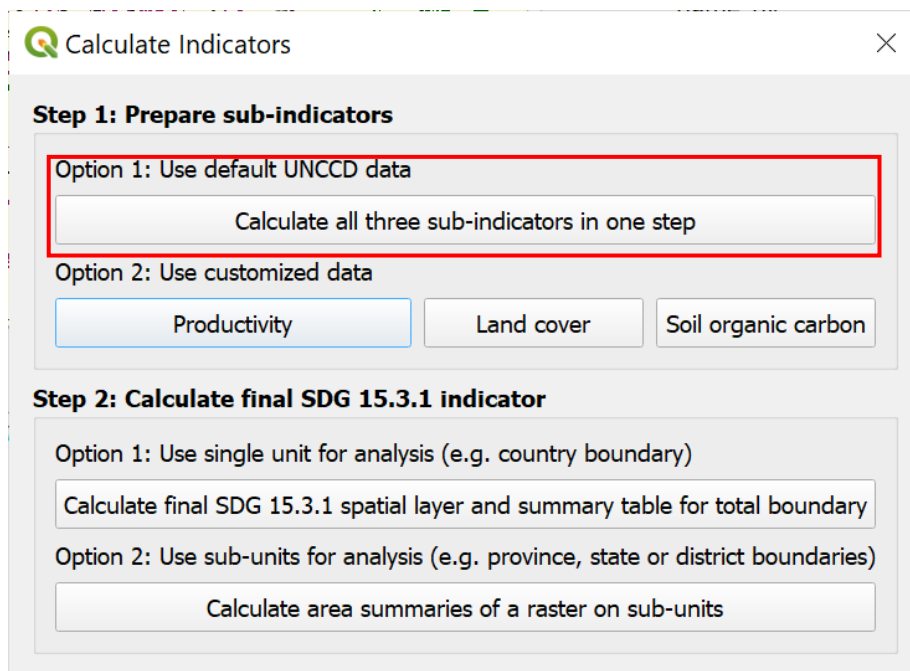 Calculate Indicators
Step 1: Prepare sub-indicators
Option 1: Use default UNCCD data
Calculate all three sub-indicators in one step
Option 2: Use customized data
Productivity Land cover Soil organic carbon
Step 2: Calculate final SDG 15.3.1 indicator
Option 1: Use single unit for analysis (e.g. country boundary)
Calculate final SDG 15.3.1 spatial layer and summary table for total boundary
Option 2: Use sub-units for analysis (e.g. province, state or district boundaries)
Calculate area summaries of a raster on sub-units